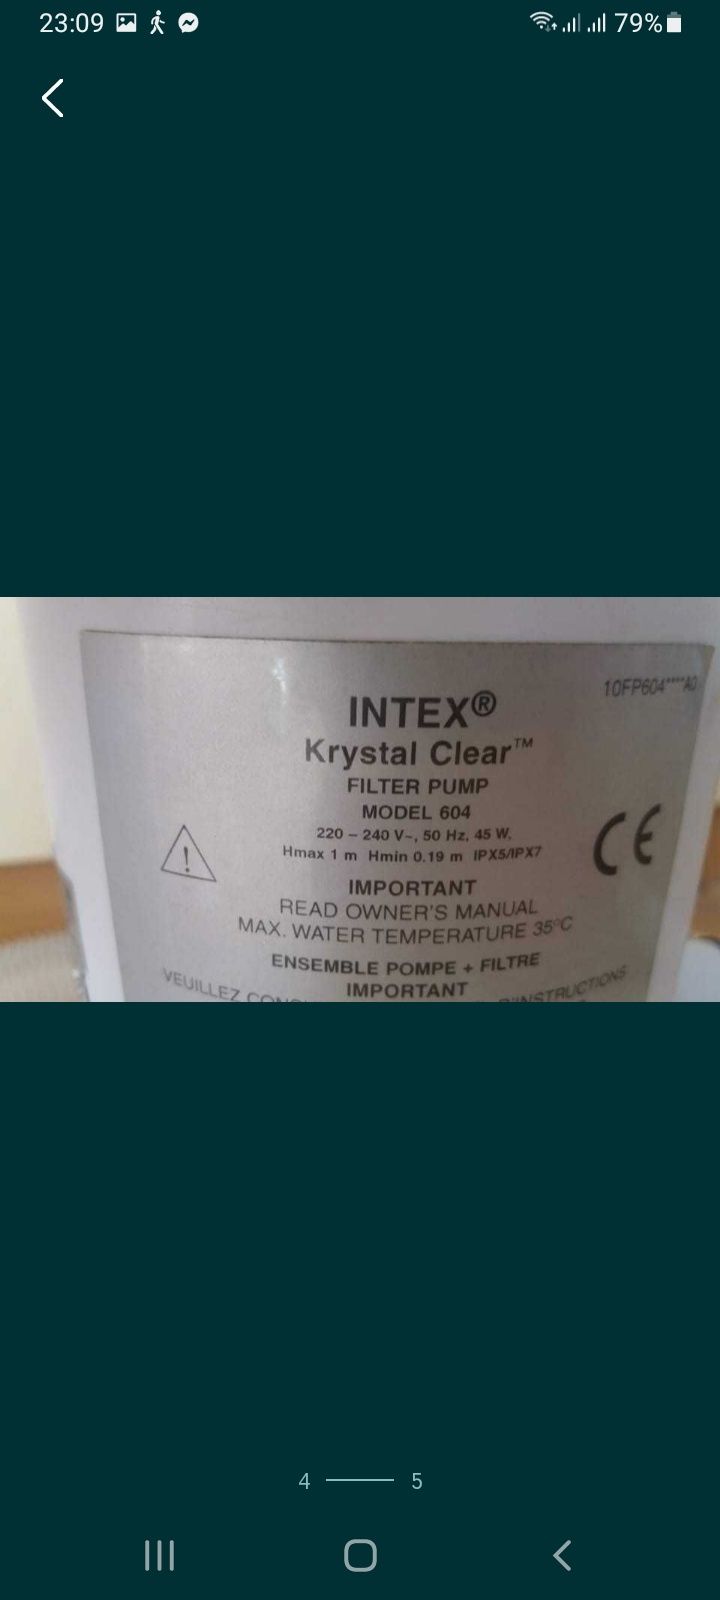 23:09 79%
10FP604****A0
INTEX®
Krystal Clear™
FILTER PUMP
MODEL 604
220 – 240 V~, 50 Hz, 45 W,
Hmax 1 m Hmin 0.19 m IPX5/IPX7
CE
IMPORTANT
READ OWNER'S MANUAL
MAX. WATER TEMPERATURE 35°C
ENSEMBLE POMPE + FILTRE
IMPORTANT
VEUILLEZ D'INSTRUCTIONS
4 5